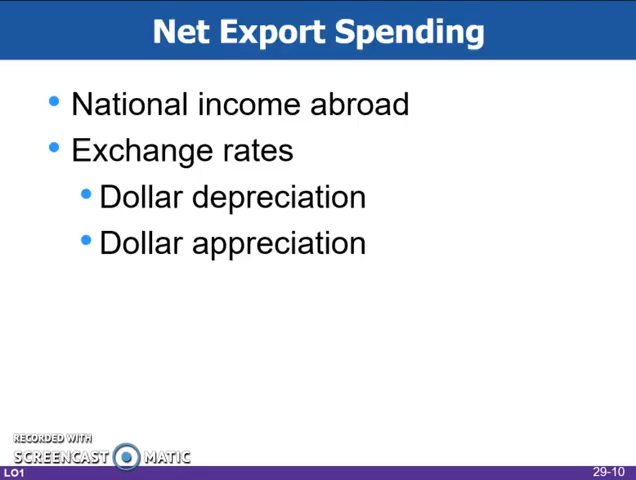 Net Export Spending
• National income abroad
• Exchange rates
• Dollar depreciation
• Dollar appreciation
RECORDED WITH
SCREENCAST MATIC
LO1
29-10